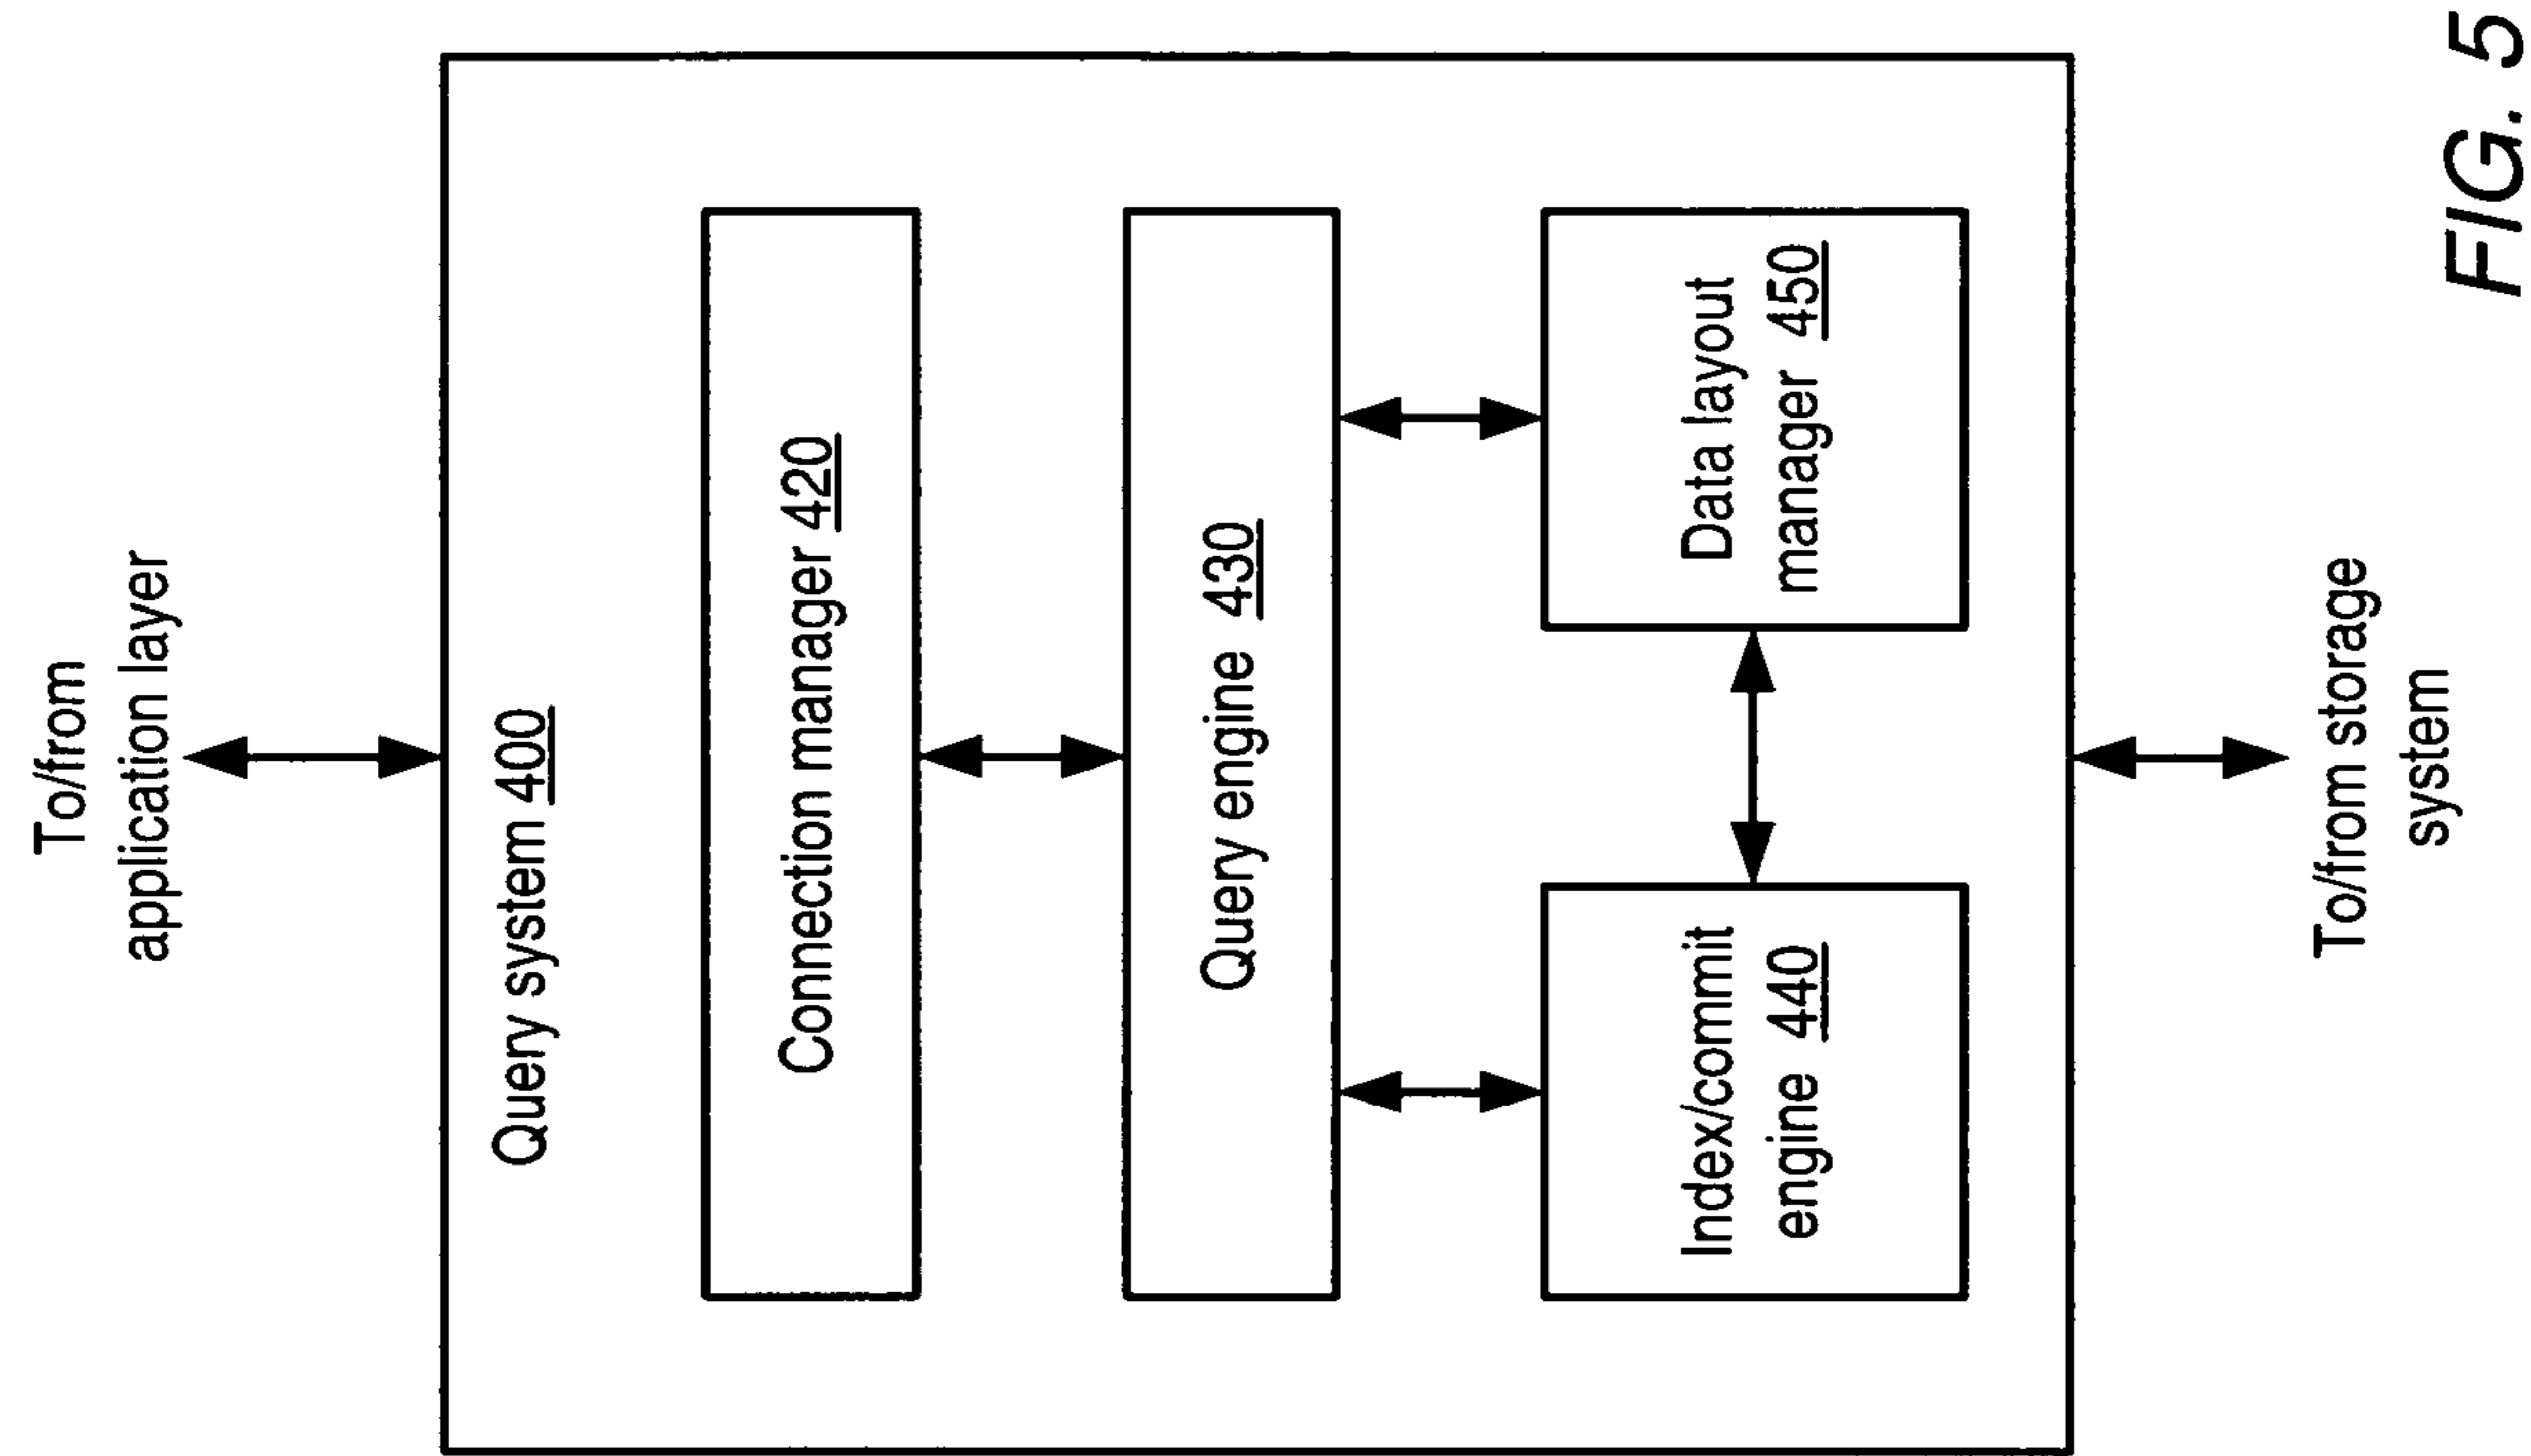 To/from
application layer
Query system 400
Connection manager 420
Query engine 430
Index/commit
engine 440
Data layout
manager 450
To/from storage
system
FIG. 5